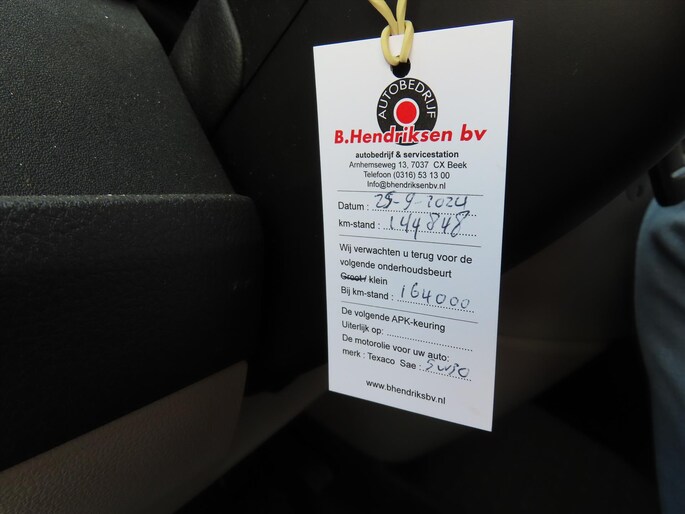 AUTOBEDRIJF
B.Hendriksen bv
autobedrijf & servicestation
Arnhemseweg 13, 7037 CX Beek
Telefoon (0316) 53 13 00
Info@bhendriksenbv.nl
Datum : 25-9-2024
km-stand : 144848
Wij verwachten u terug voor de
volgende onderhoudsbeurt
Groot / klein
Bij km-stand : 164000
De volgende APK-keuring
Uiterlijk op:
De motorolie voor uw auto:
merk : Texaco Sae : 5w30
www.bhendriksbv.nl